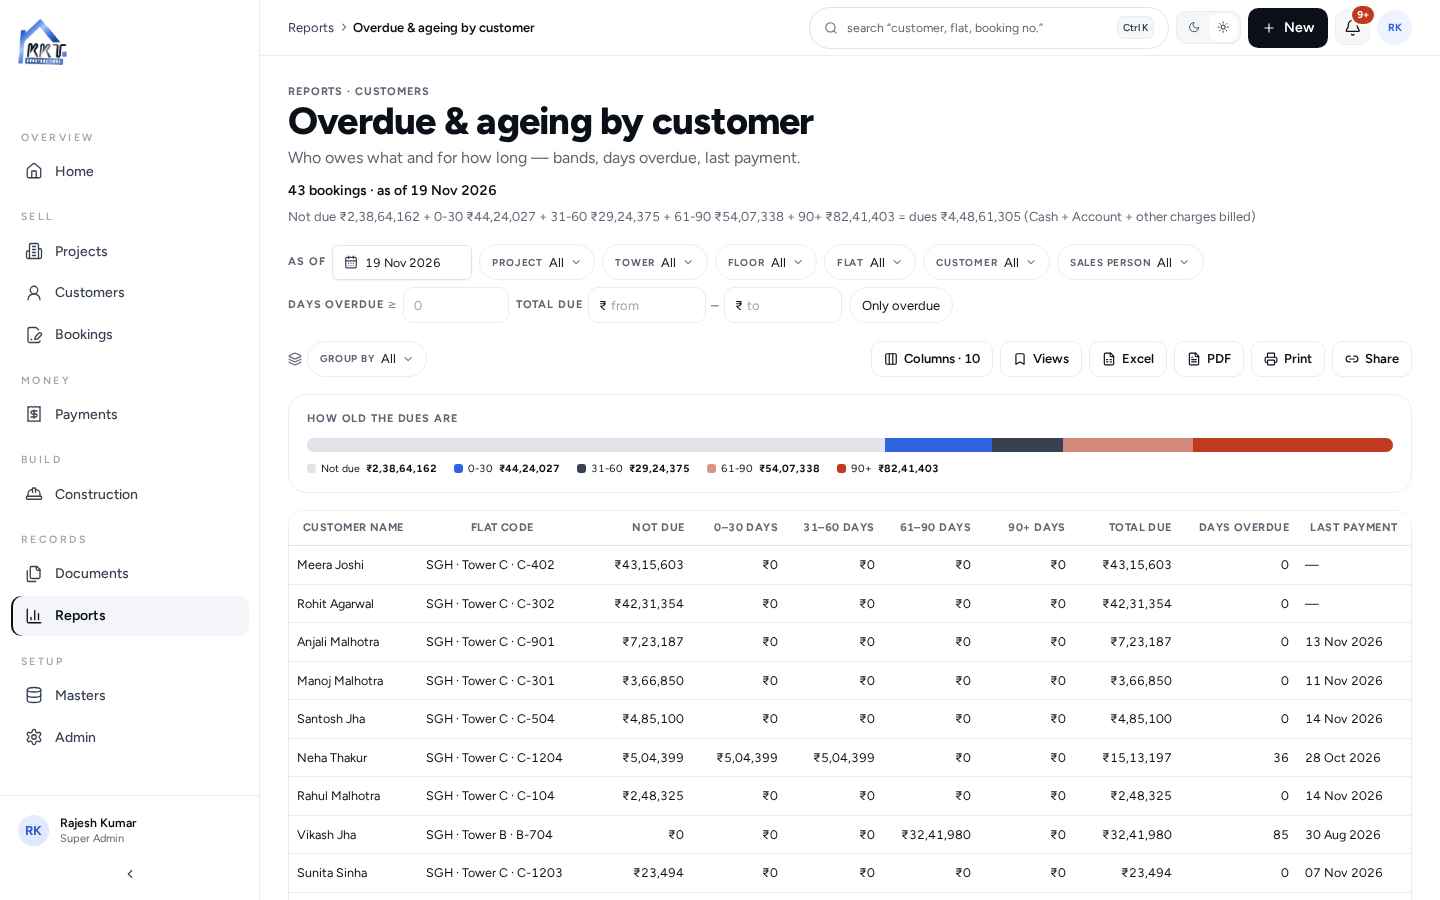 RKT
CONSTRUCTIONS
Reports > Overdue & ageing by customer
search “customer, flat, booking no.”
Ctrl K
+ New
9+
RK
OVERVIEW
Home
SELL
Projects
Customers
Bookings
MONEY
Payments
BUILD
Construction
RECORDS
Documents
Reports
SETUP
Masters
Admin
RK
Rajesh Kumar
Super Admin
REPORTS · CUSTOMERS
Overdue & ageing by customer
Who owes what and for how long — bands, days overdue, last payment.
43 bookings · as of 19 Nov 2026
Not due ₹2,38,64,162 + 0-30 ₹44,24,027 + 31-60 ₹29,24,375 + 61-90 ₹54,07,338 + 90+ ₹82,41,403 = dues ₹4,48,61,305 (Cash + Account + other charges billed)
AS OF 19 Nov 2026 PROJECT All TOWER All FLOOR All FLAT All CUSTOMER All SALES PERSON All
DAYS OVERDUE ≥ 0 TOTAL DUE ₹ from — ₹ to Only overdue
GROUP BY All Columns · 10 Views Excel PDF Print Share
HOW OLD THE DUES ARE
Not due ₹2,38,64,162 0-30 ₹44,24,027 31-60 ₹29,24,375 61-90 ₹54,07,338 90+ ₹82,41,403
CUSTOMER NAME FLAT CODE NOT DUE 0–30 DAYS 31–60 DAYS 61–90 DAYS 90+ DAYS TOTAL DUE DAYS OVERDUE LAST PAYMENT
Meera Joshi SGH · Tower C · C-402 ₹43,15,603 ₹0 ₹0 ₹0 ₹0 ₹43,15,603 0 —
Rohit Agarwal SGH · Tower C · C-302 ₹42,31,354 ₹0 ₹0 ₹0 ₹0 ₹42,31,354 0 —
Anjali Malhotra SGH · Tower C · C-901 ₹7,23,187 ₹0 ₹0 ₹0 ₹0 ₹7,23,187 0 13 Nov 2026
Manoj Malhotra SGH · Tower C · C-301 ₹3,66,850 ₹0 ₹0 ₹0 ₹0 ₹3,66,850 0 11 Nov 2026
Santosh Jha SGH · Tower C · C-504 ₹4,85,100 ₹0 ₹0 ₹0 ₹0 ₹4,85,100 0 14 Nov 2026
Neha Thakur SGH · Tower C · C-1204 ₹5,04,399 ₹5,04,399 ₹5,04,399 ₹0 ₹0 ₹15,13,197 36 28 Oct 2026
Rahul Malhotra SGH · Tower C · C-104 ₹2,48,325 ₹0 ₹0 ₹0 ₹0 ₹2,48,325 0 14 Nov 2026
Vikash Jha SGH · Tower B · B-704 ₹0 ₹0 ₹0 ₹32,41,980 ₹0 ₹32,41,980 85 30 Aug 2026
Sunita Sinha SGH · Tower C · C-1203 ₹23,494 ₹0 ₹0 ₹0 ₹0 ₹23,494 0 07 Nov 2026